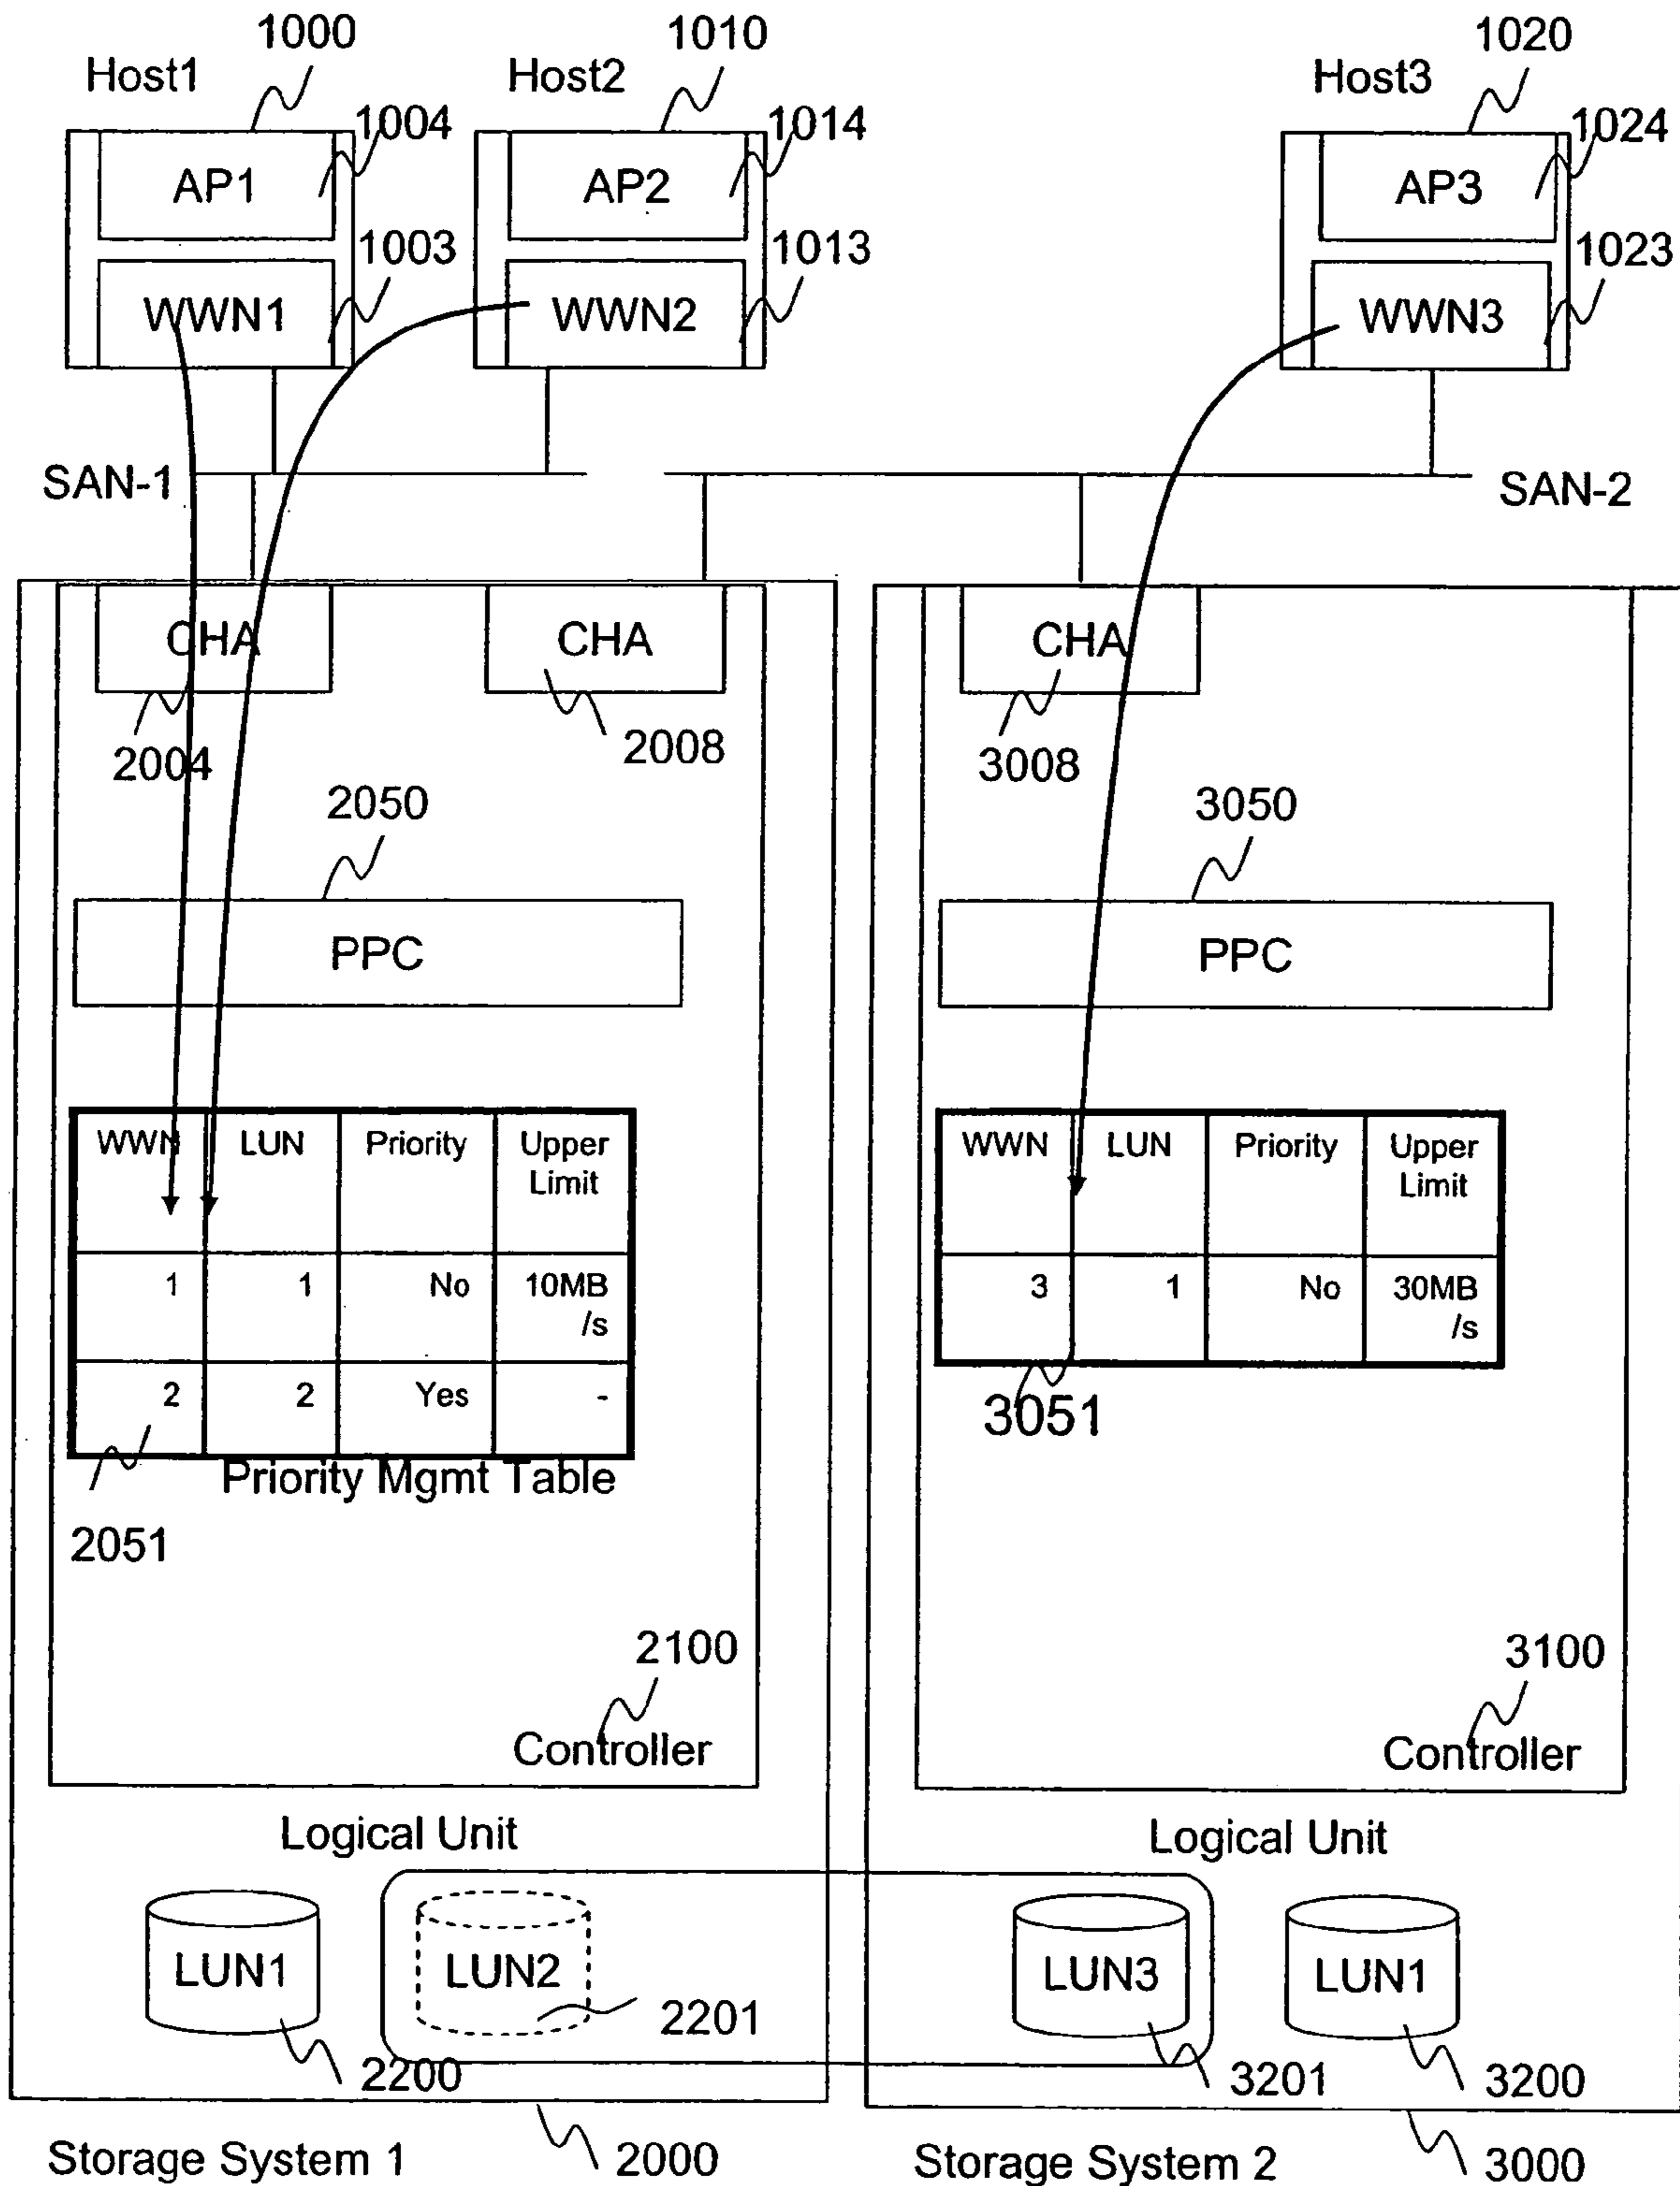 1000
1010
1020
Host1
Host2
Host3
1004
1014
1024
AP1
AP2
AP3
1003
1013
1023
WWN1
WWN2
WWN3
SAN-1
SAN-2
CHA
CHA
CHA
2004
2008
3008
2050
3050
PPC
PPC
WWN LUN Priority Upper
Limit
1 1 No 10MB
/s
2 2 Yes -
Priority Mgmt Table
2051
WWN LUN Priority Upper
Limit
3 1 No 30MB
/s
3051
2100
3100
Controller
Controller
Logical Unit
Logical Unit
LUN1
LUN2
LUN3
LUN1
2201
2200
3201
3200
Storage System 1
2000
Storage System 2
3000